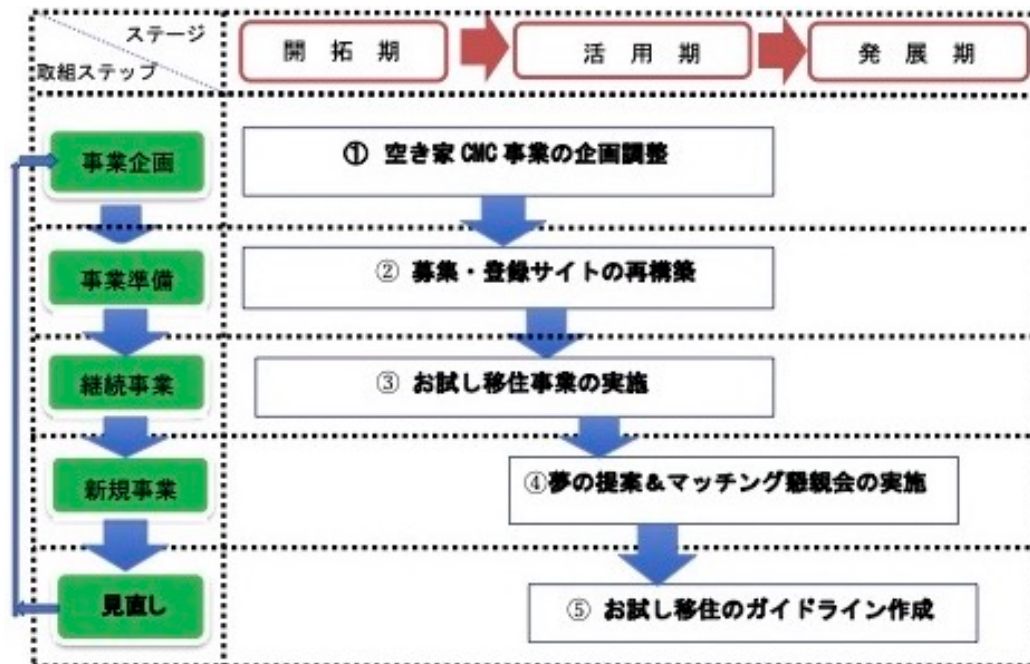 ステージ
取組ステップ
開 拓 期
活 用 期
発 展 期
事業企画
① 空き家 CMC 事業の企画調整
事業準備
② 募集・登録サイトの再構築
継続事業
③ お試し移住事業の実施
新規事業
④夢の提案＆マッチング懇親会の実施
見直し
⑤ お試し移住のガイドライン作成